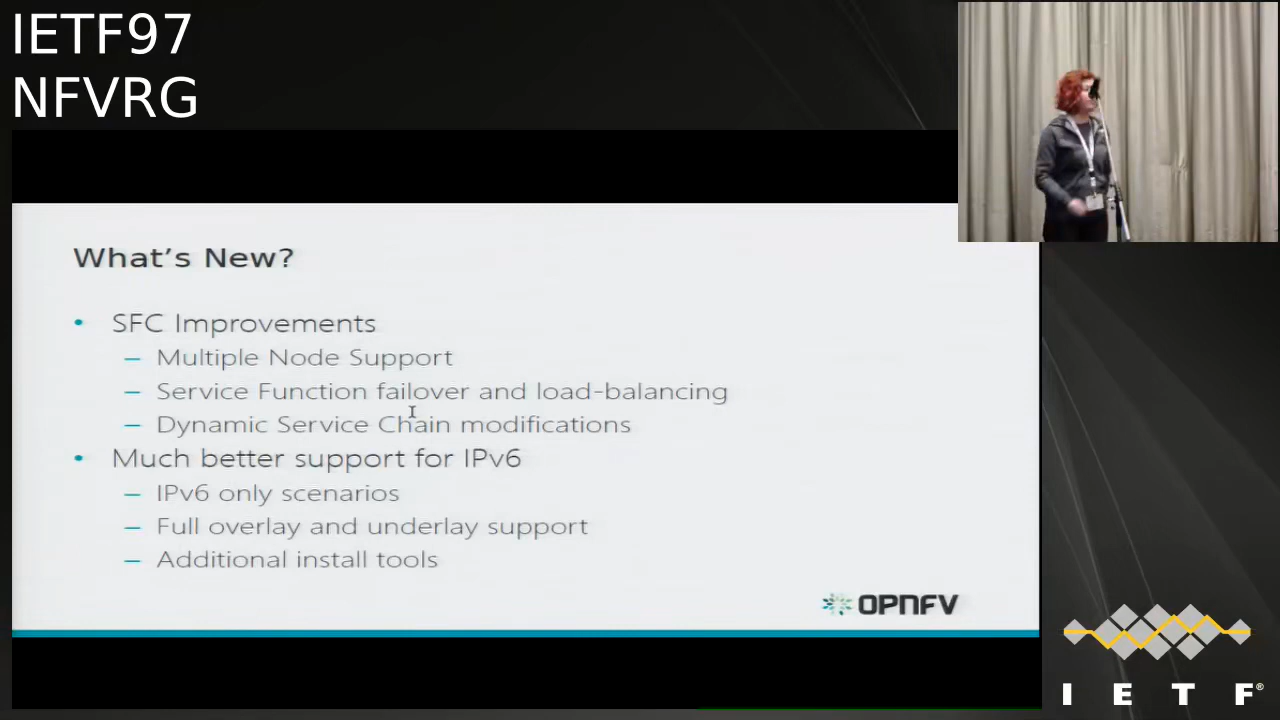 IETF97
NFVRG
What's New?
• SFC Improvements
– Multiple Node Support
– Service Function failover and load-balancing
– Dynamic Service Chain modifications
• Much better support for IPv6
– IPv6 only scenarios
– Full overlay and underlay support
– Additional install tools
OPNFV
I E T F®